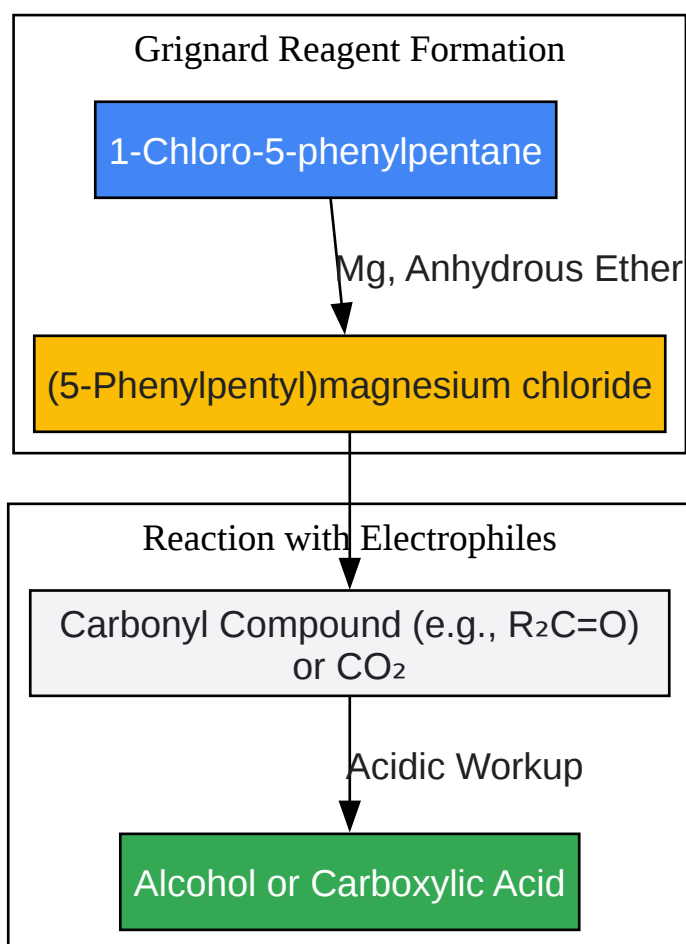 Grignard Reagent Formation
1-Chloro-5-phenylpentane
Mg, Anhydrous Ether
(5-Phenylpentyl)magnesium chloride
Reaction with Electrophiles
Carbonyl Compound (e.g., R₂C=O)
or CO₂
Acidic Workup
Alcohol or Carboxylic Acid